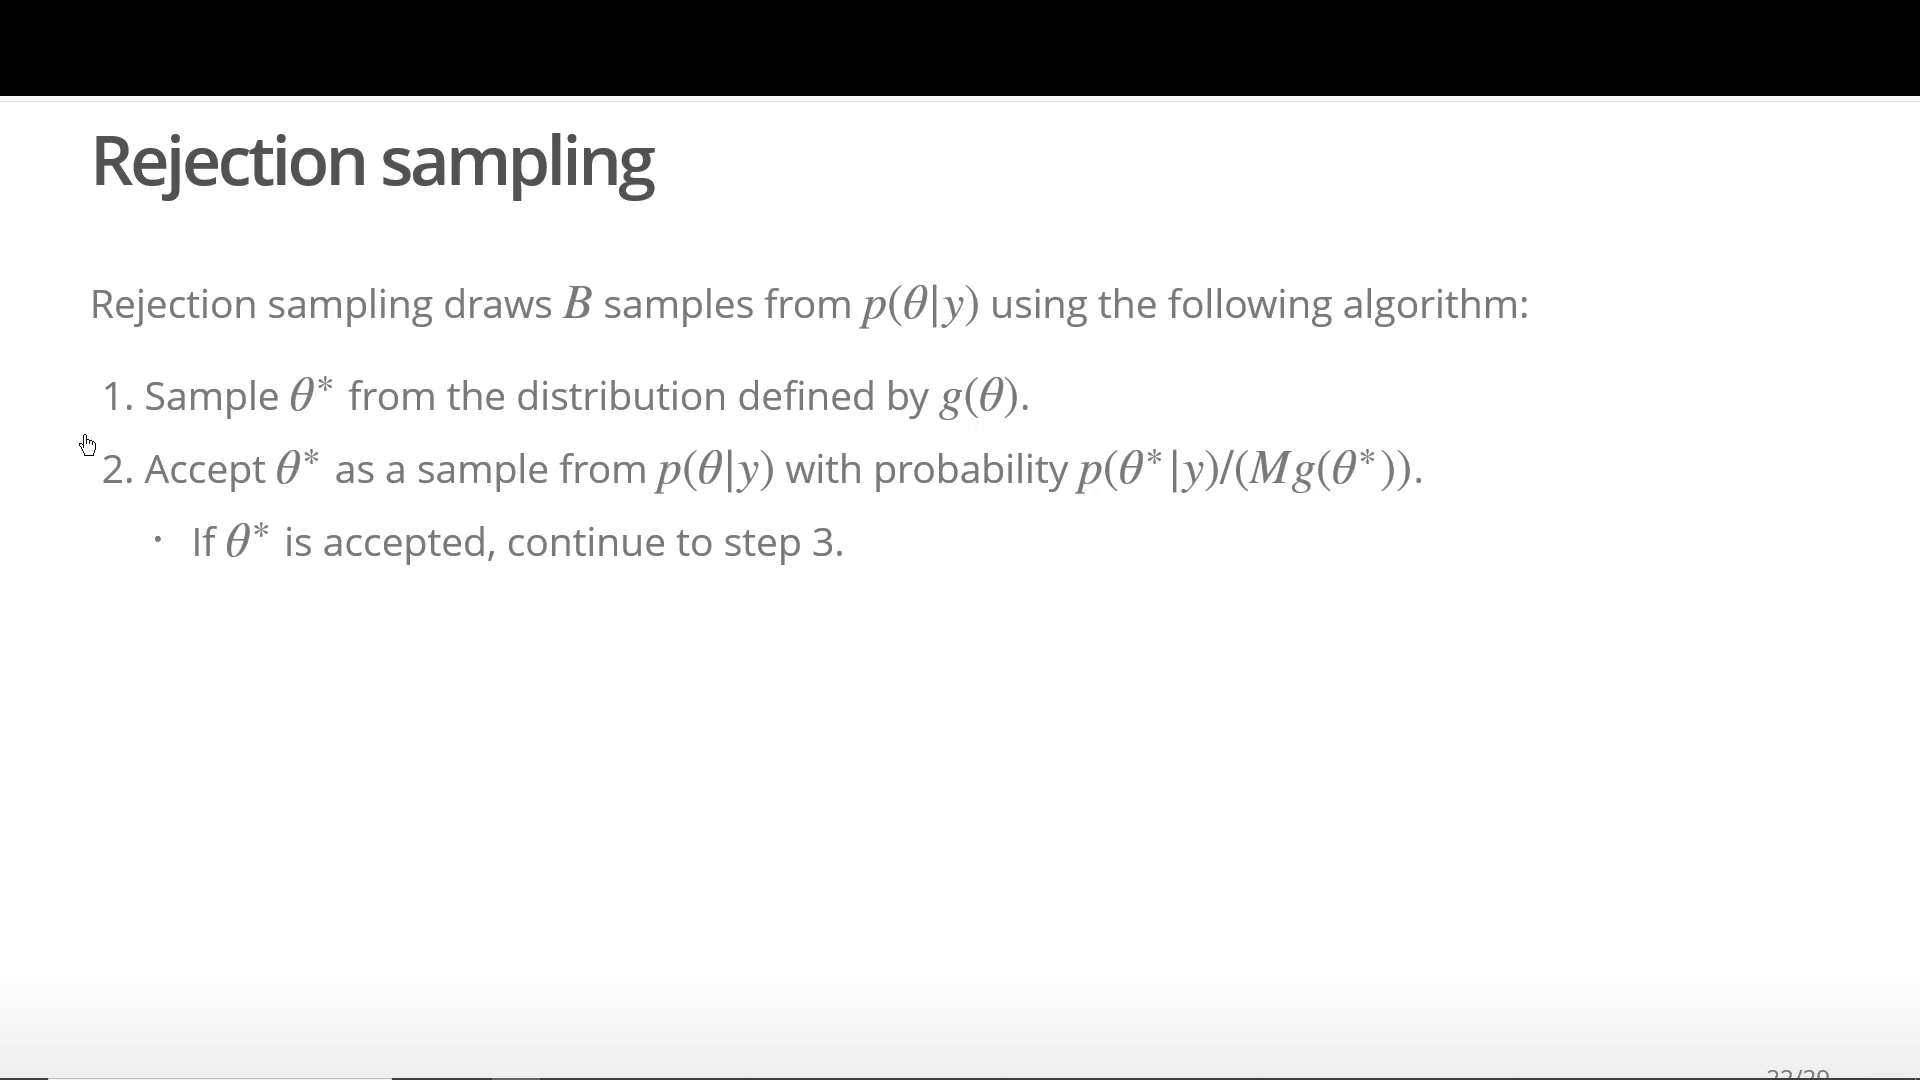 Rejection sampling
Rejection sampling draws B samples from p(θ|y) using the following algorithm:
1. Sample θ* from the distribution defined by g(θ).
2. Accept θ* as a sample from p(θ|y) with probability p(θ*|y)/(Mg(θ*)).
· If θ* is accepted, continue to step 3.